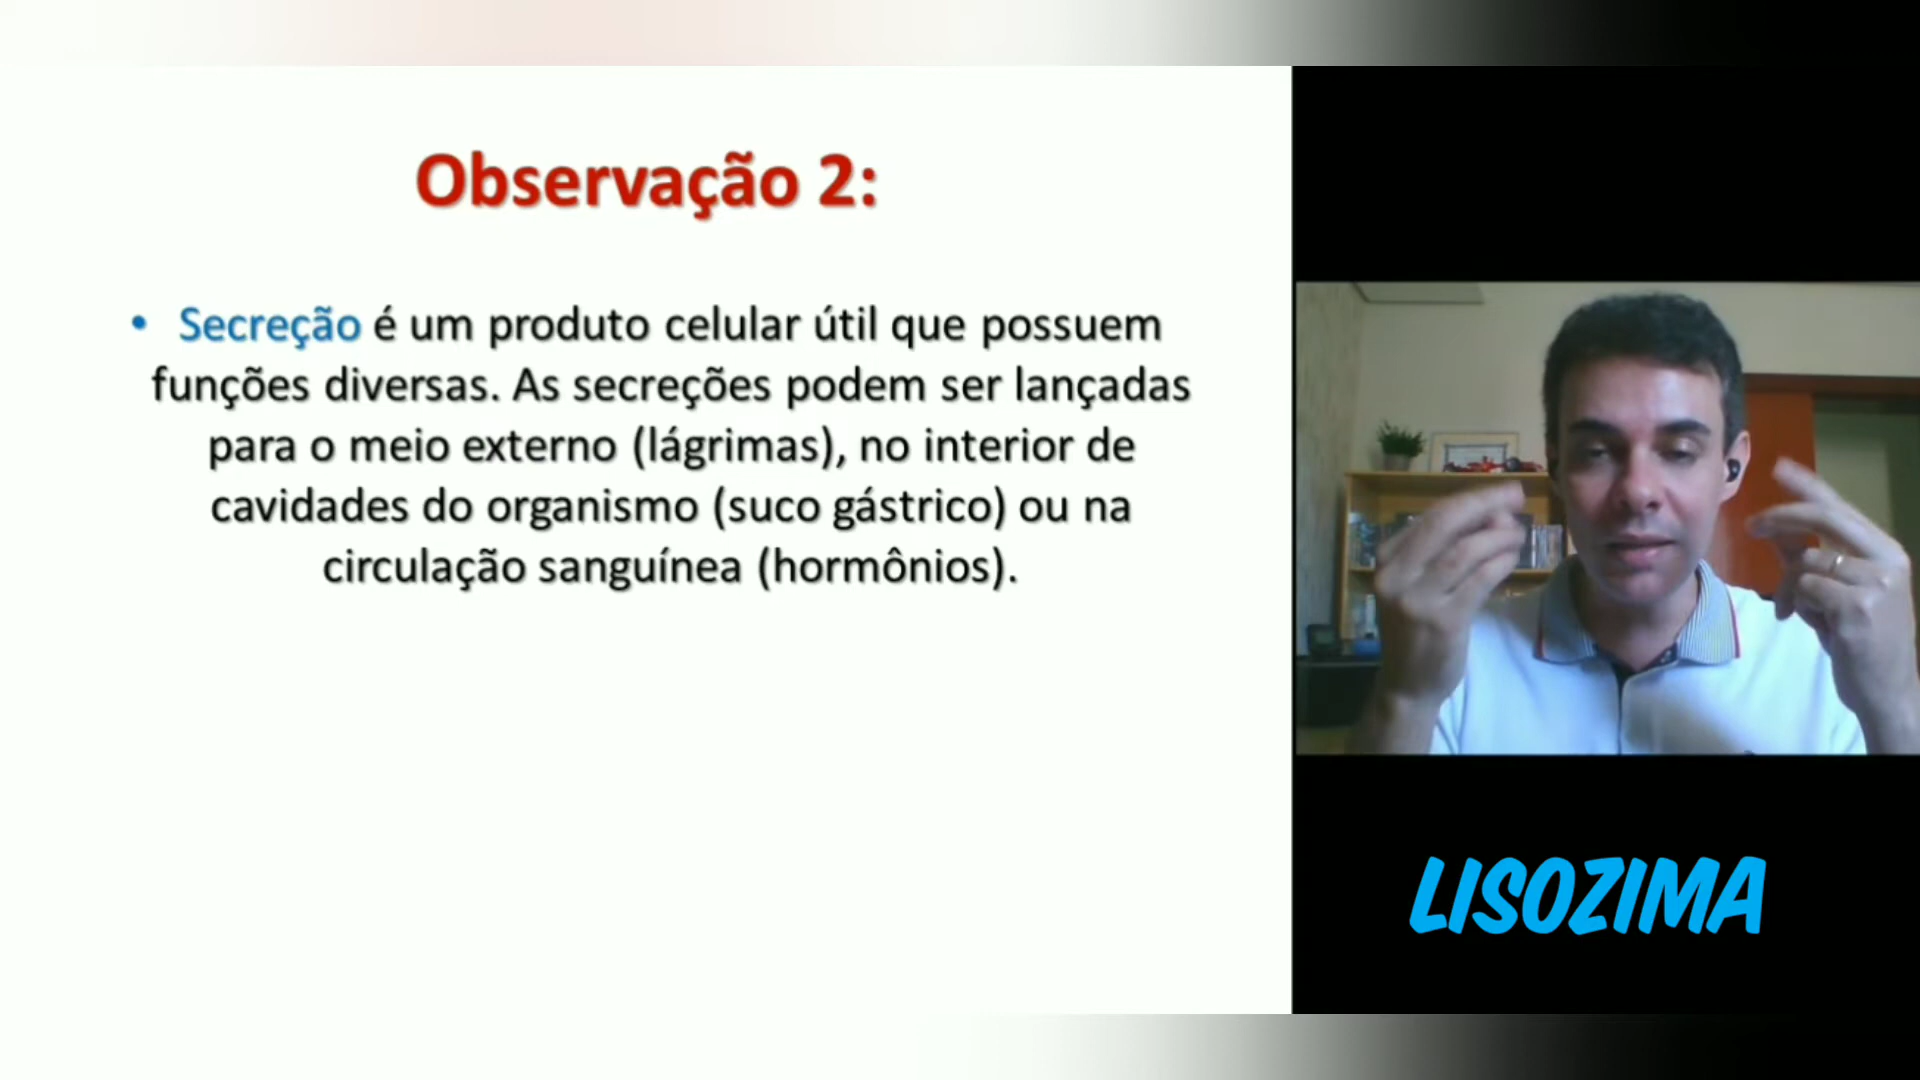 Observação 2:
• Secreção é um produto celular útil que possuem
funções diversas. As secreções podem ser lançadas
para o meio externo (lágrimas), no interior de
cavidades do organismo (suco gástrico) ou na
circulação sanguínea (hormônios).
LISOZIMA